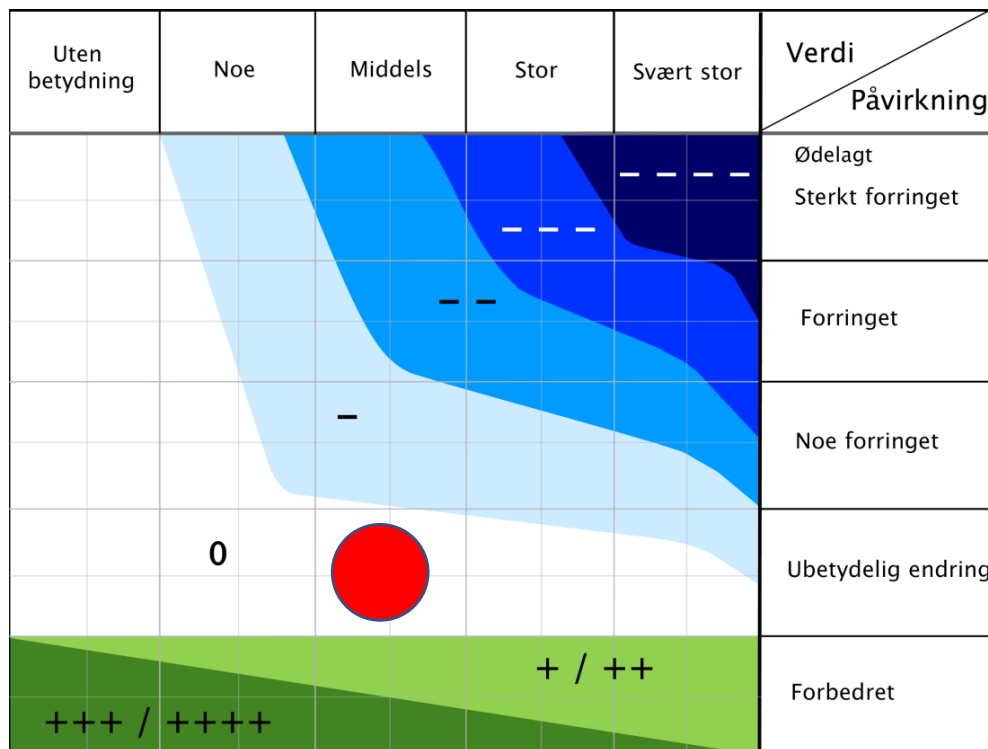 Uten
betydning
Noe
Middels
Stor
Svært stor
Verdi
Påvirkning
Ødelagt
– – – –
Sterkt forringet
– – –
– –
Forringet
–
Noe forringet
0
Ubetydelig endring
+ / ++
Forbedret
+++ / ++++